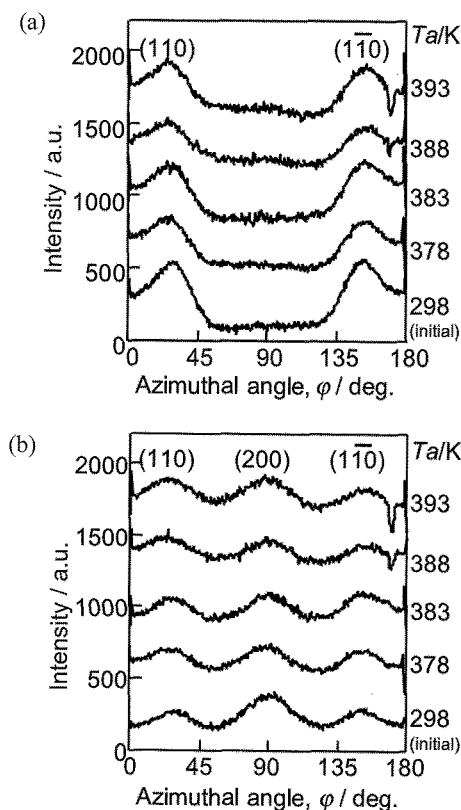 (a)
Ta/K
2000
(110)
(11̅0)
393
1500
388
1000
383
378
500
298
(initial)
0
0 45 90 135 180
Intensity / a.u.
Azimuthal angle, φ / deg.
(b)
Ta/K
2000
(110) (200) (11̅0)
393
1500
388
1000
383
378
500
298
(initial)
0
0 45 90 135 180
Intensity / a.u.
Azimuthal angle, φ / deg.